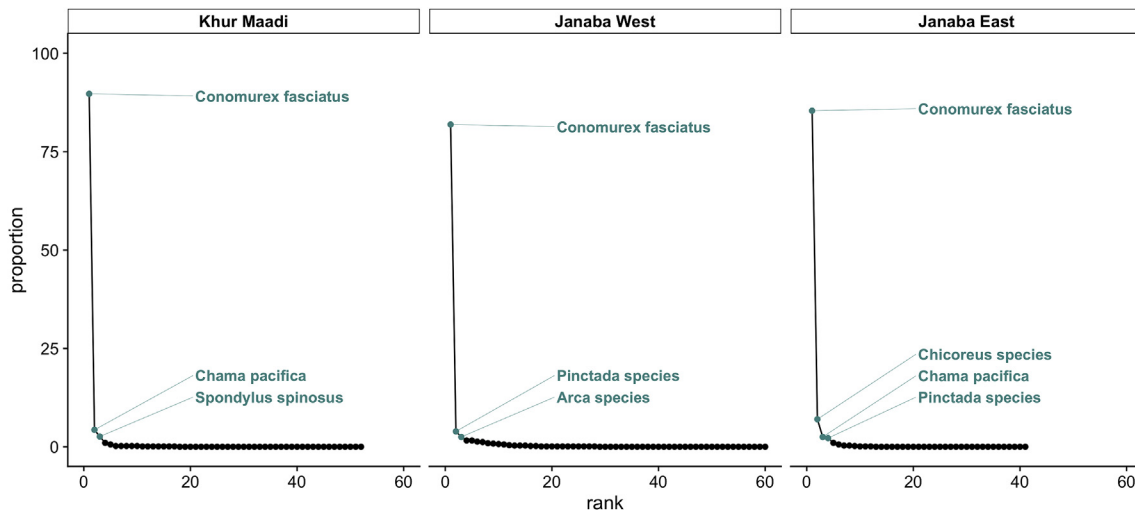 Khur Maadi
Janaba West
Janaba East
proportion
100
75
50
25
0
Conomurex fasciatus
Chama pacifica
Spondylus spinosus
Conomurex fasciatus
Pinctada species
Arca species
Conomurex fasciatus
Chicoreus species
Chama pacifica
Pinctada species
0 20 40 60
0 20 40 60
0 20 40 60
rank